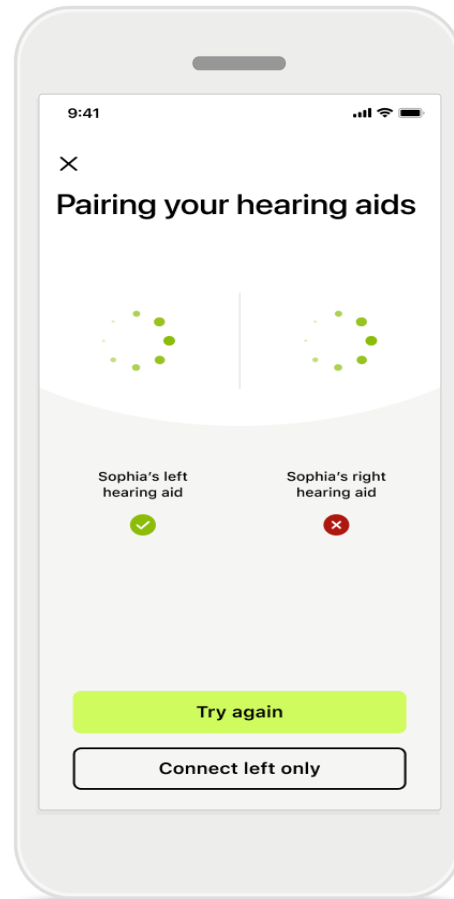 9:41
Pairing your hearing aids
Sophia's left
hearing aid
Sophia's right
hearing aid
Try again
Connect left only